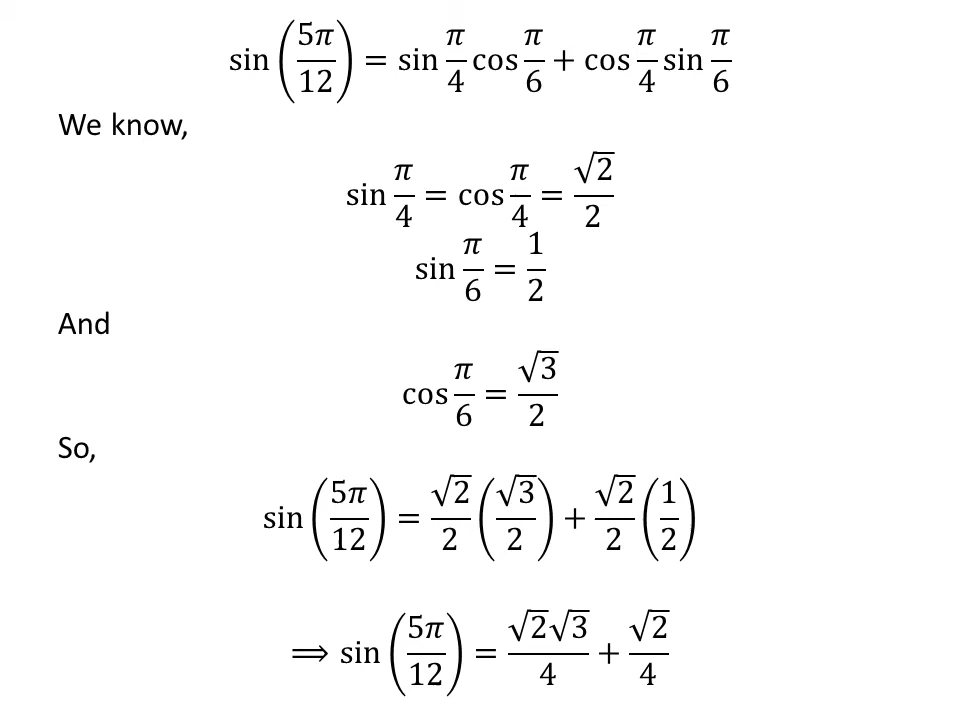 sin (5π/12) = sin π/4 cos π/6 + cos π/4 sin π/6
We know,
sin π/4 = cos π/4 = √2/2
sin π/6 = 1/2
And
cos π/6 = √3/2
So,
sin (5π/12) = √2/2 (√3/2) + √2/2 (1/2)
⟹ sin (5π/12) = √2√3/4 + √2/4